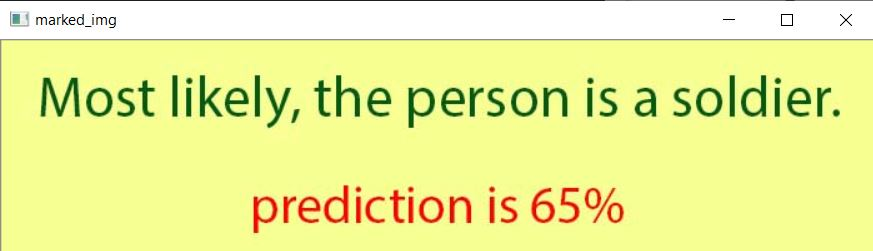 marked_img
Most likely, the person is a soldier.
prediction is 65%